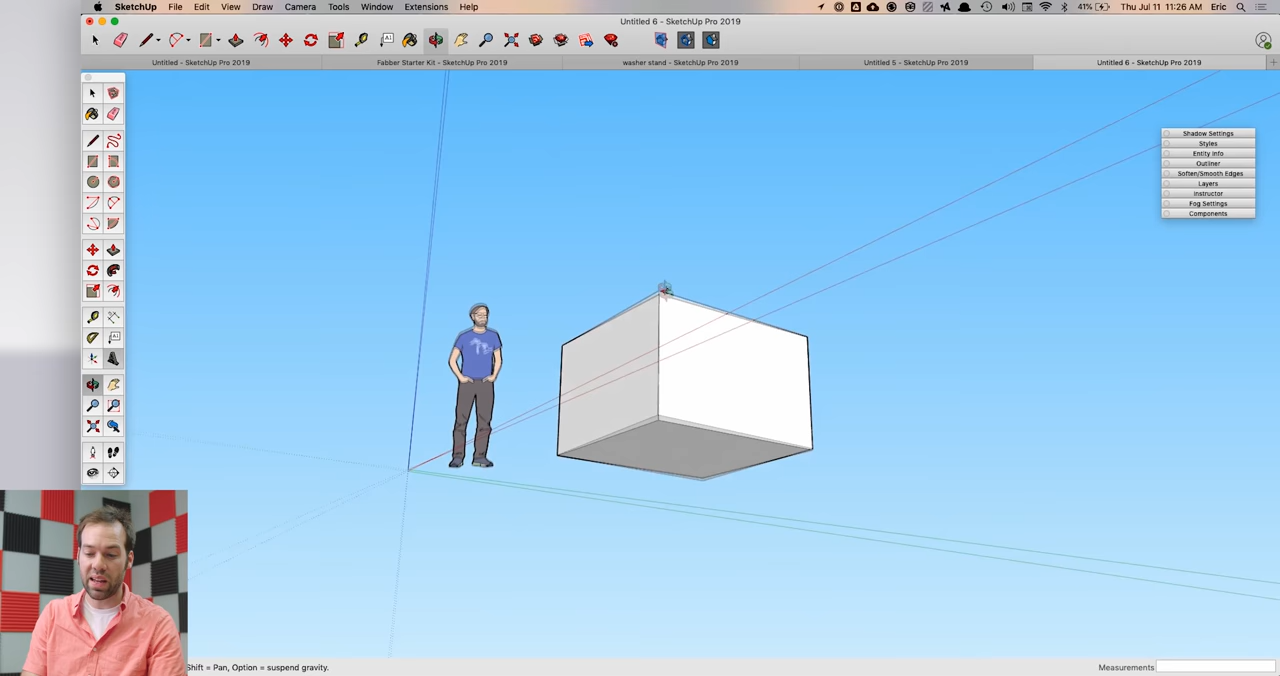 SketchUp File Edit View Draw Camera Tools Window Extensions Help 41% Thu Jul 11 11:26 AM Eric
Untitled 6 - SketchUp Pro 2019
Untitled - SketchUp Pro 2019 Fabber Starter Kit - SketchUp Pro 2019 washer stand - SketchUp Pro 2019 Untitled 5 - SketchUp Pro 2019 Untitled 6 - SketchUp Pro 2019
Shadow Settings
Styles
Entity Info
Outliner
Soften/Smooth Edges
Layers
Instructor
Fog Settings
Components
Shift = Pan, Option = suspend gravity.
Measurements